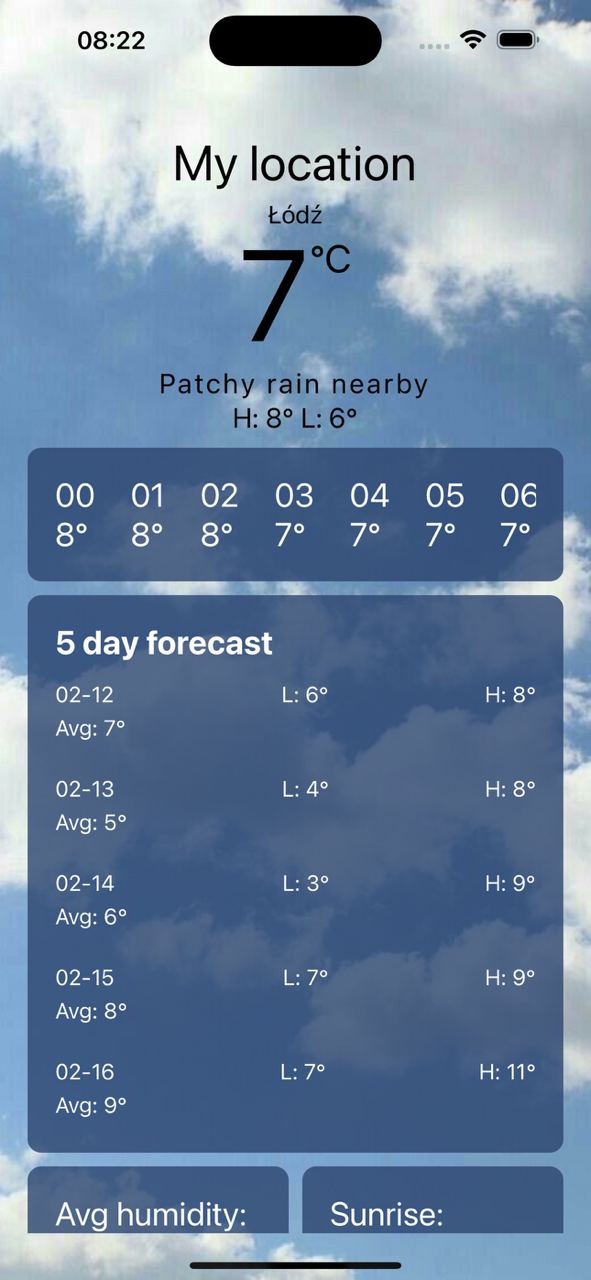 08:22
My location
Łódź
7°C
Patchy rain nearby
H: 8° L: 6°
00 01 02 03 04 05 06
8° 8° 8° 7° 7° 7° 7°
5 day forecast
02-12 L: 6° H: 8°
Avg: 7°
02-13 L: 4° H: 8°
Avg: 5°
02-14 L: 3° H: 9°
Avg: 6°
02-15 L: 7° H: 9°
Avg: 8°
02-16 L: 7° H: 11°
Avg: 9°
Avg humidity: Sunrise: